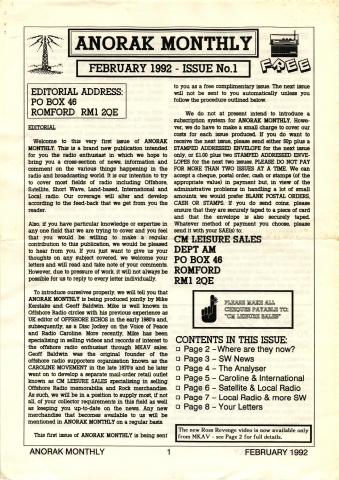 ANORAK MONTHLY
FEBRUARY 1992 - ISSUE No.1
FREE
EDITORIAL ADDRESS:
PO BOX 46
ROMFORD RM1 2QE
EDITORIAL
Welcome to this very first issue of ANORAK
MONTHLY. This is a brand new publication intended
for you the radio enthusiast in which we hope to
bring you a cross-section of news, information and
comment on the various things happening in the
radio and broadcasting world. It is our intention to try
to cover most fields of radio including Offshore,
Satellite, Short Wave, Land-based, International and
Local radio. Our coverage will alter and develop
according to the feed-back that we get from you the
reader.
Also, if you have particular knowledge or expertise in
any one field that we are trying to cover and you feel
that you would be willing to make a regular
contribution to this publication, we would be pleased
to hear from you. If you just want to give us your
thoughts on any subject covered, we welcome your
letters and will read and take note of your comments.
However, due to pressure of work, it will not always be
possible for us to reply to every letter individually.
To introduce ourselves properly, we will tell you that
ANORAK MONTHLY is being produced jointly by Mike
Kerslake and Geoff Baldwin. Mike is well known in
Offshore Radio circles with his previous experience as
UK editor of OFFSHORE ECHOS in the early 1980's and,
subsequently, as a Disc Jockey on the Voice of Peace
and Radio Caroline. More recently, Mike has been
specialising in selling videos and records of interest to
the offshore radio enthusiast through MKAV sales.
Geoff Baldwin was the original founder of the
offshore radio supporters organisation known as the
CAROLINE MOVEMENT in the late 1970's and he later
went on to develop a separate mail-order retail outlet
known as CM LEISURE SALES specialising in selling
Offshore Radio memorabilia and Rock merchandise.
As such, we will be in a position to supply most, if not
all, of your collector requirements in this field as well
as keeping you up-to-date on the news. Any new
merchandise that becomes available to us will be
mentioned in ANORAK MONTHLY on a regular basis.
This first issue of ANORAK MONTHLY is being sent
to you as a free complimentary issue. The next issue
will not be sent to you automatically unless you
follow the procedure outlined below.
We do not at present intend to introduce a
subscription system for ANORAK MONTHLY. Howe-
ver, we do have to make a small charge to cover our
costs for each issue produced. If you do want to
receive the next issue, please send either 55p plus a
STAMPED ADDRESSED ENVELOPE for the next issue
only, or £1.10 plus two STAMPED ADDRESSED ENVE-
LOPES for the next two issues. PLEASE DO NOT PAY
FOR MORE THAN TWO ISSUES AT A TIME. We can
accept a cheque, postal order, cash or stamps (of the
appropriate value) in payment but, in view of the
administrative problems in handling a lot of small
amounts, we would prefer BLANK POSTAL ORDERS,
CASH OR STAMPS. If you do send coins, please
ensure that they are securely taped to a piece of card
and that the envelope is also securely taped.
Whatever method of payment you choose, please
send it with your SAE(s) to:
CM LEISURE SALES
DEPT AM
PO BOX 46
ROMFORD
RM1 2QE
PLEASE MAKE ALL
CHEQUES PAYABLE TO:
"CM LEISURE SALES"
CONTENTS IN THIS ISSUE:
Page 2 - Where are they now?
Page 3 – SW News
Page 4 – The Analyser
Page 5 – Caroline & International
Page 6 – Satellite & Local Radio
Page 7 – Local Radio & more SW
Page 8 – Your Letters
The new Ross Revenge video is now available only
from MKAV - see Page 2 for full details.
ANORAK MONTHLY 1 FEBRUARY 1992